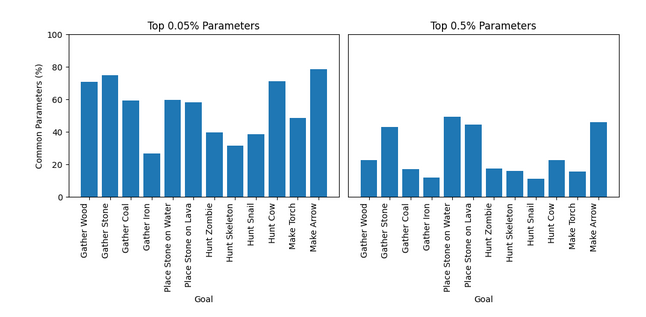 Top 0.05% Parameters
Top 0.5% Parameters
Common Parameters (%)
100
80
60
40
20
0
Gather Wood
Gather Stone
Gather Coal
Gather Iron
Place Stone on Water
Place Stone on Lava
Hunt Zombie
Hunt Skeleton
Hunt Snail
Hunt Cow
Make Torch
Make Arrow
Goal
Gather Wood
Gather Stone
Gather Coal
Gather Iron
Place Stone on Water
Place Stone on Lava
Hunt Zombie
Hunt Skeleton
Hunt Snail
Hunt Cow
Make Torch
Make Arrow
Goal